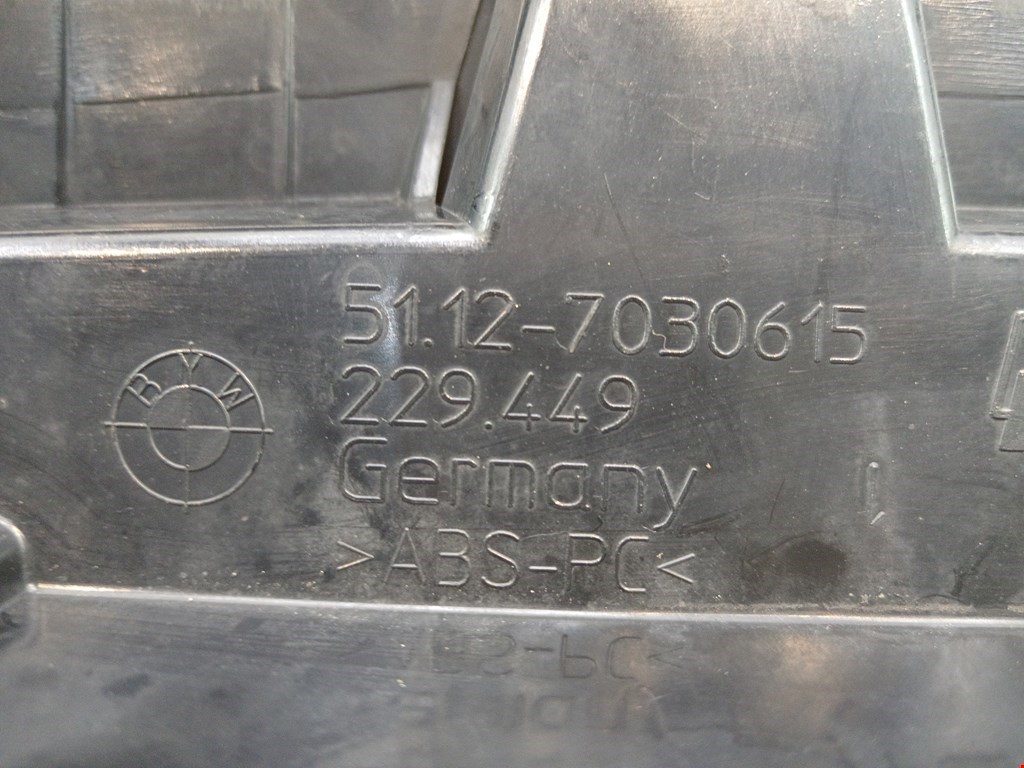 BMW
51.12-7030615
229.449
Germany
>ABS-PC<